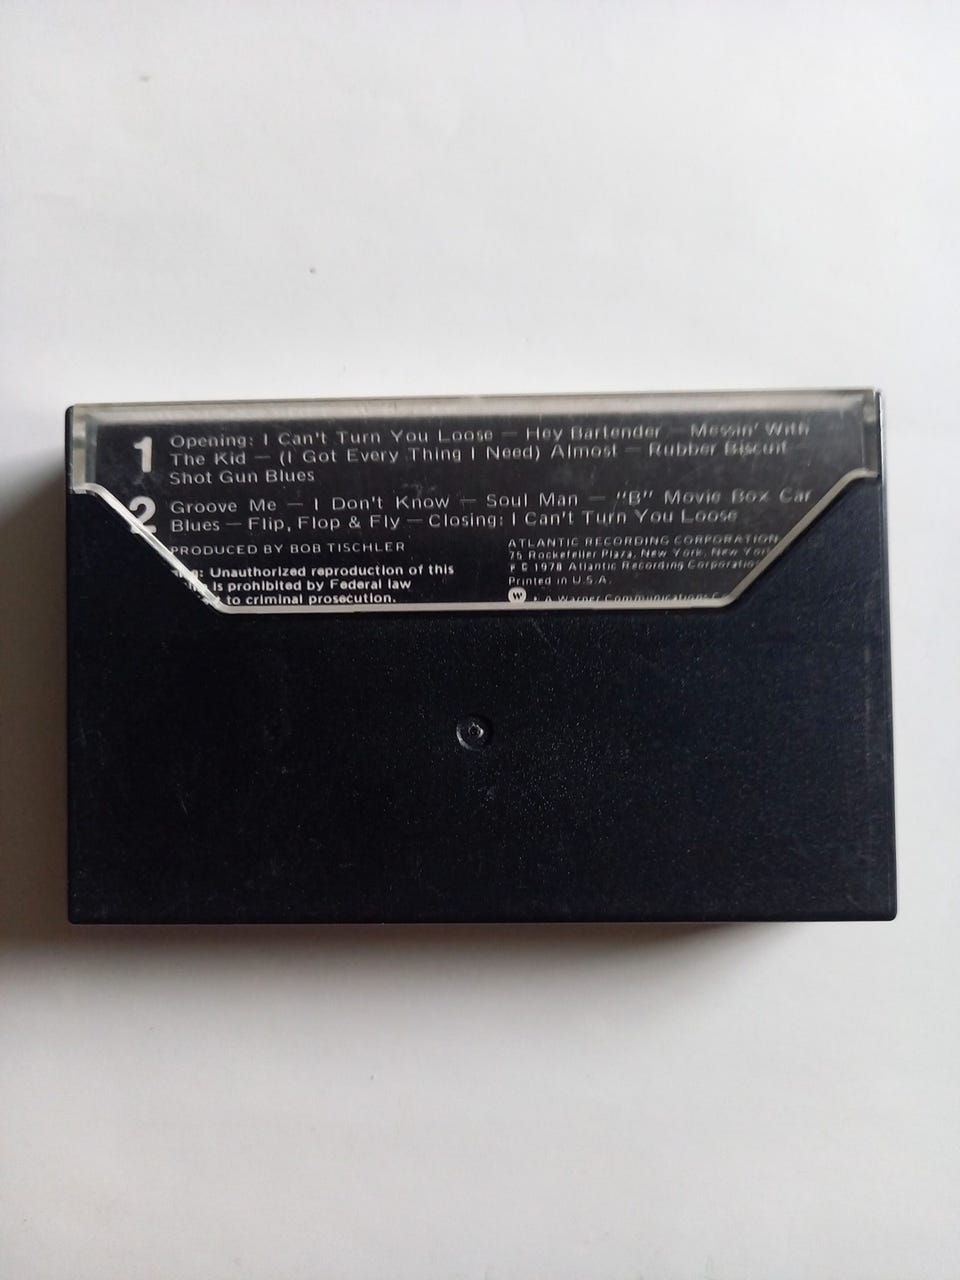 1
Opening: I Can't Turn You Loose — Hey Bartender — Messin' With
The Kid — (I Got Every Thing I Need) Almost — Rubber Biscuit —
Shot Gun Blues
2
Groove Me — I Don't Know — Soul Man — "B" Movie Box Car
Blues — Flip, Flop & Fly — Closing: I Can't Turn You Loose
PRODUCED BY BOB TISCHLER
Unauthorized reproduction of this
is prohibited by Federal law
to criminal prosecution.
ATLANTIC RECORDING CORPORATION
75 Rockefeller Plaza, New York, New York
℗ © 1978 Atlantic Recording Corporation
Printed in U.S.A.
A Warner Communications